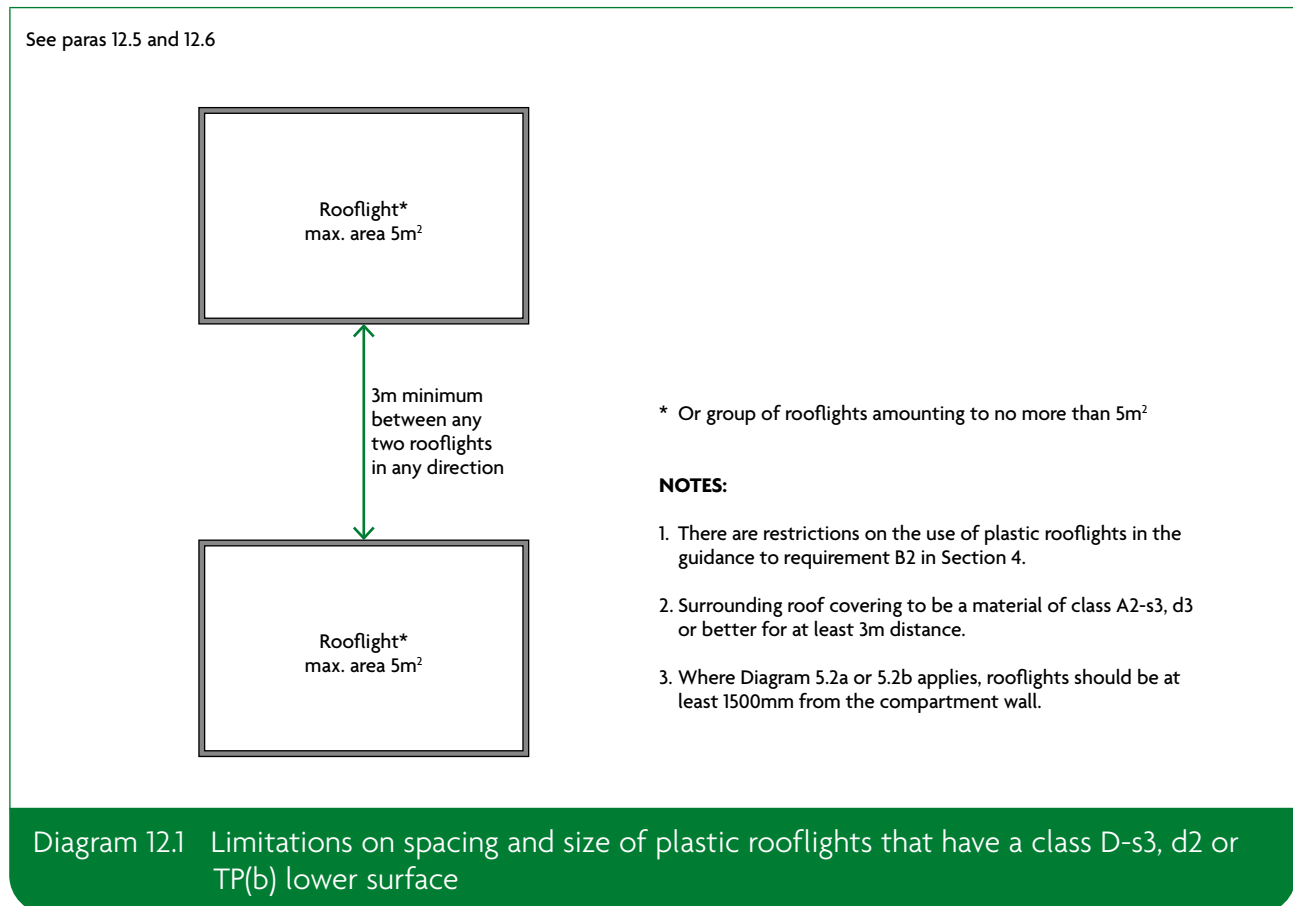 See paras 12.5 and 12.6
Rooflight*
max. area 5m²
3m minimum
between any
two rooflights
in any direction
Rooflight*
max. area 5m²
* Or group of rooflights amounting to no more than 5m²
NOTES:
1. There are restrictions on the use of plastic rooflights in the
guidance to requirement B2 in Section 4.
2. Surrounding roof covering to be a material of class A2-s3, d3
or better for at least 3m distance.
3. Where Diagram 5.2a or 5.2b applies, rooflights should be at
least 1500mm from the compartment wall.
Diagram 12.1 Limitations on spacing and size of plastic rooflights that have a class D-s3, d2 or
TP(b) lower surface